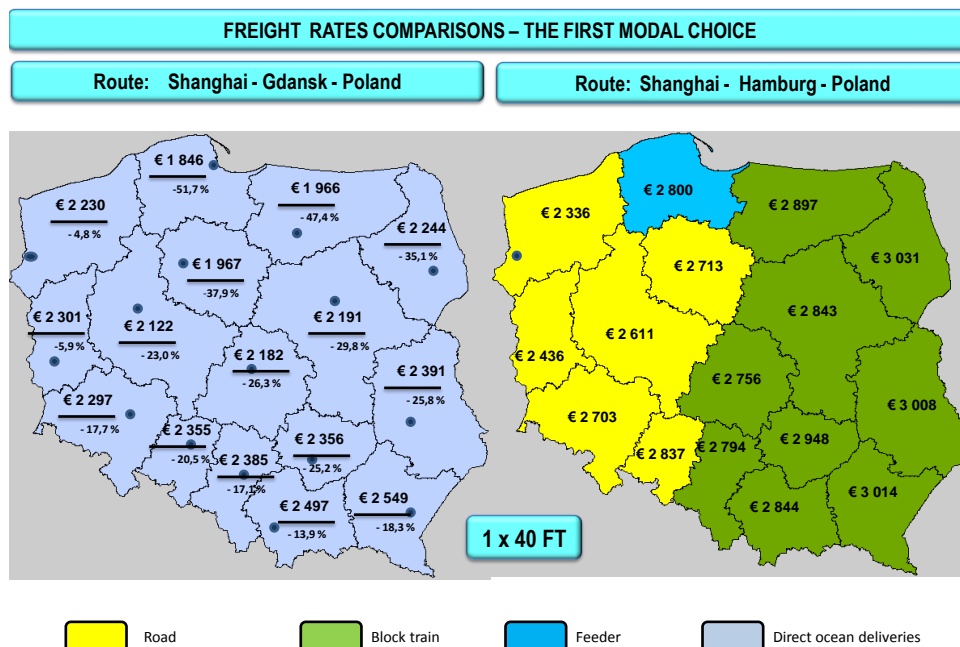 FREIGHT RATES COMPARISONS – THE FIRST MODAL CHOICE
Route: Shanghai - Gdansk - Poland
Route: Shanghai - Hamburg - Poland
€ 1 846
-51,7 %
€ 1 966
- 47,4 %
€ 2 230
- 4,8 %
€ 2 244
- 35,1 %
€ 1 967
-37,9 %
€ 2 301
-5,9 %
€ 2 122
- 23,0 %
€ 2 191
- 29,8 %
€ 2 182
- 26,3 %
€ 2 391
- 25,8 %
€ 2 297
- 17,7 %
€ 2 355
- 20,5 %
€ 2 356
- 25,2 %
€ 2 385
- 17,1%
€ 2 497
- 13,9 %
€ 2 549
- 18,3 %
€ 2 800
€ 2 336
€ 2 897
€ 3 031
€ 2 713
€ 2 843
€ 2 611
€ 2 436
€ 2 756
€ 3 008
€ 2 703
€ 2 837
€ 2 794
€ 2 948
€ 3 014
€ 2 844
1 x 40 FT
Road
Block train
Feeder
Direct ocean deliveries